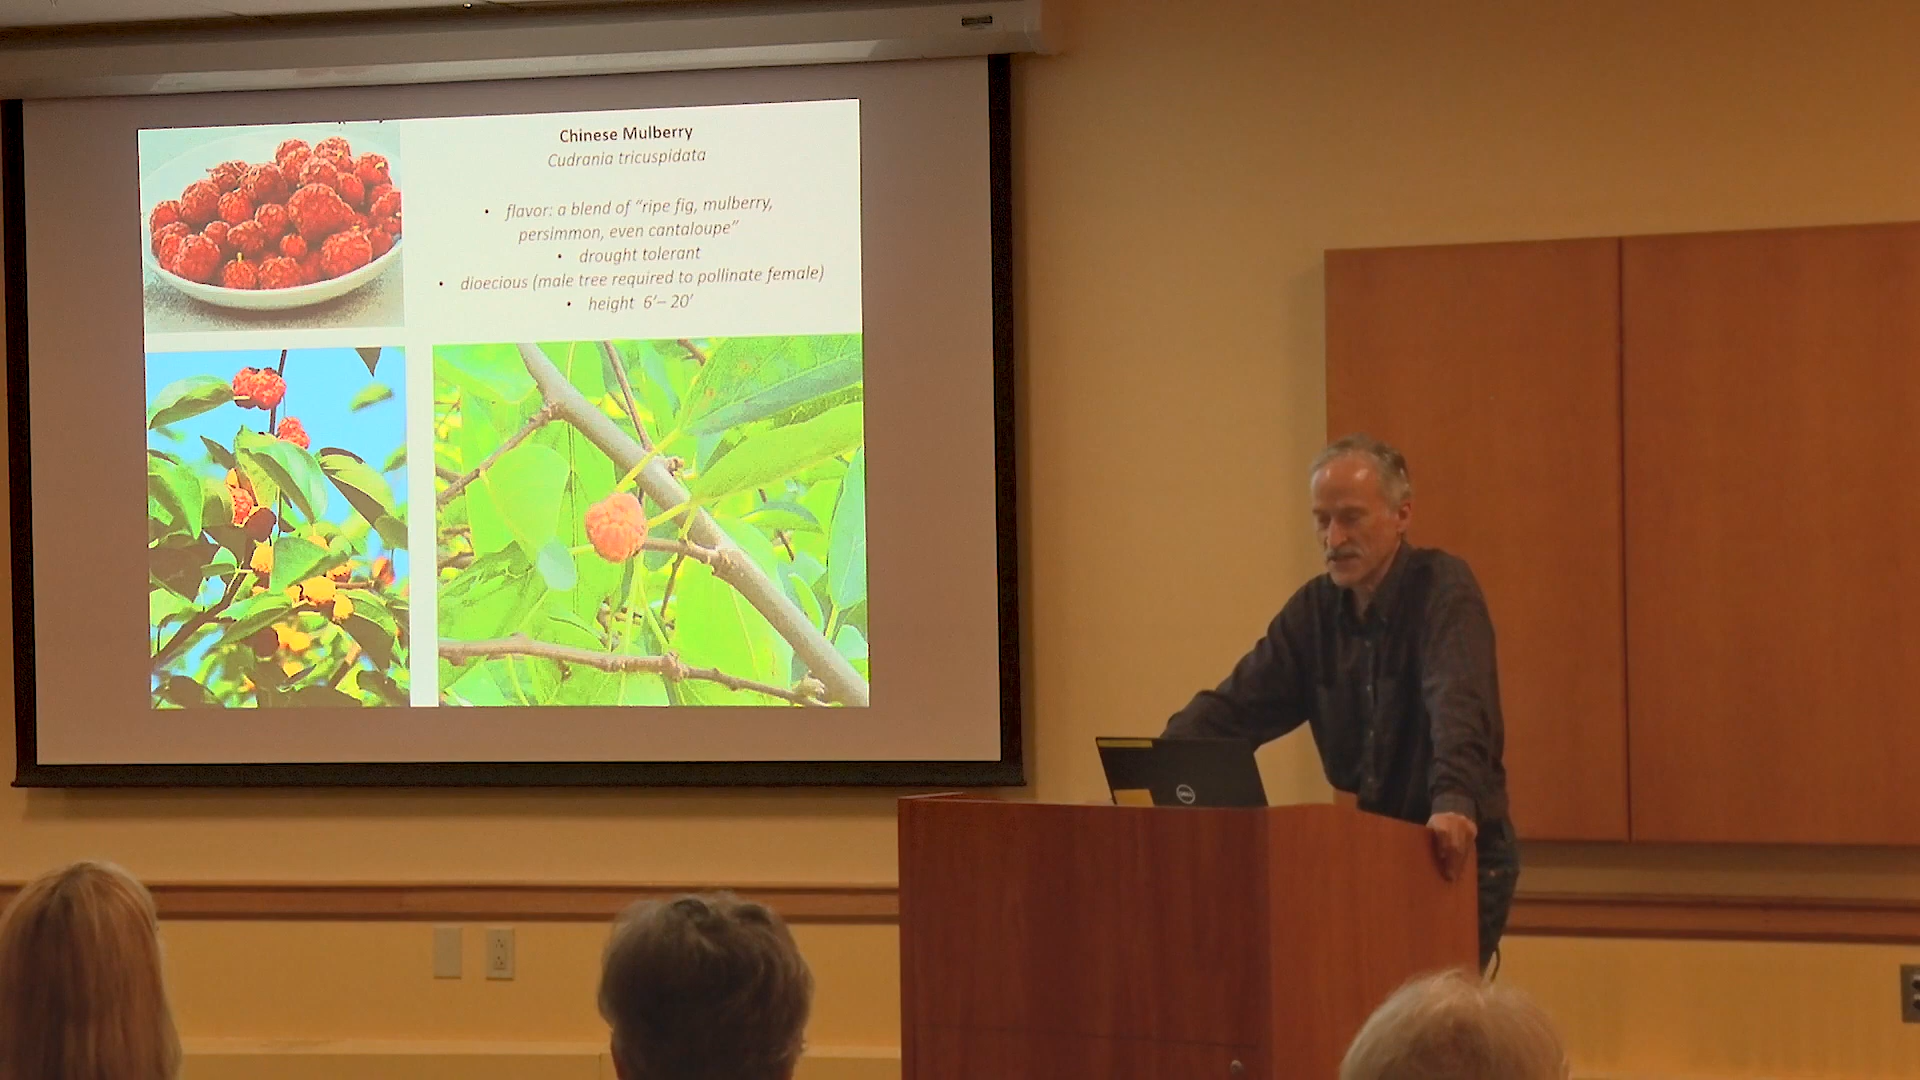 Chinese Mulberry
Cudrania tricuspidata
• flavor: a blend of "ripe fig, mulberry,
persimmon, even cantaloupe"
• drought tolerant
• dioecious (male tree required to pollinate female)
• height 6'– 20'
DELL